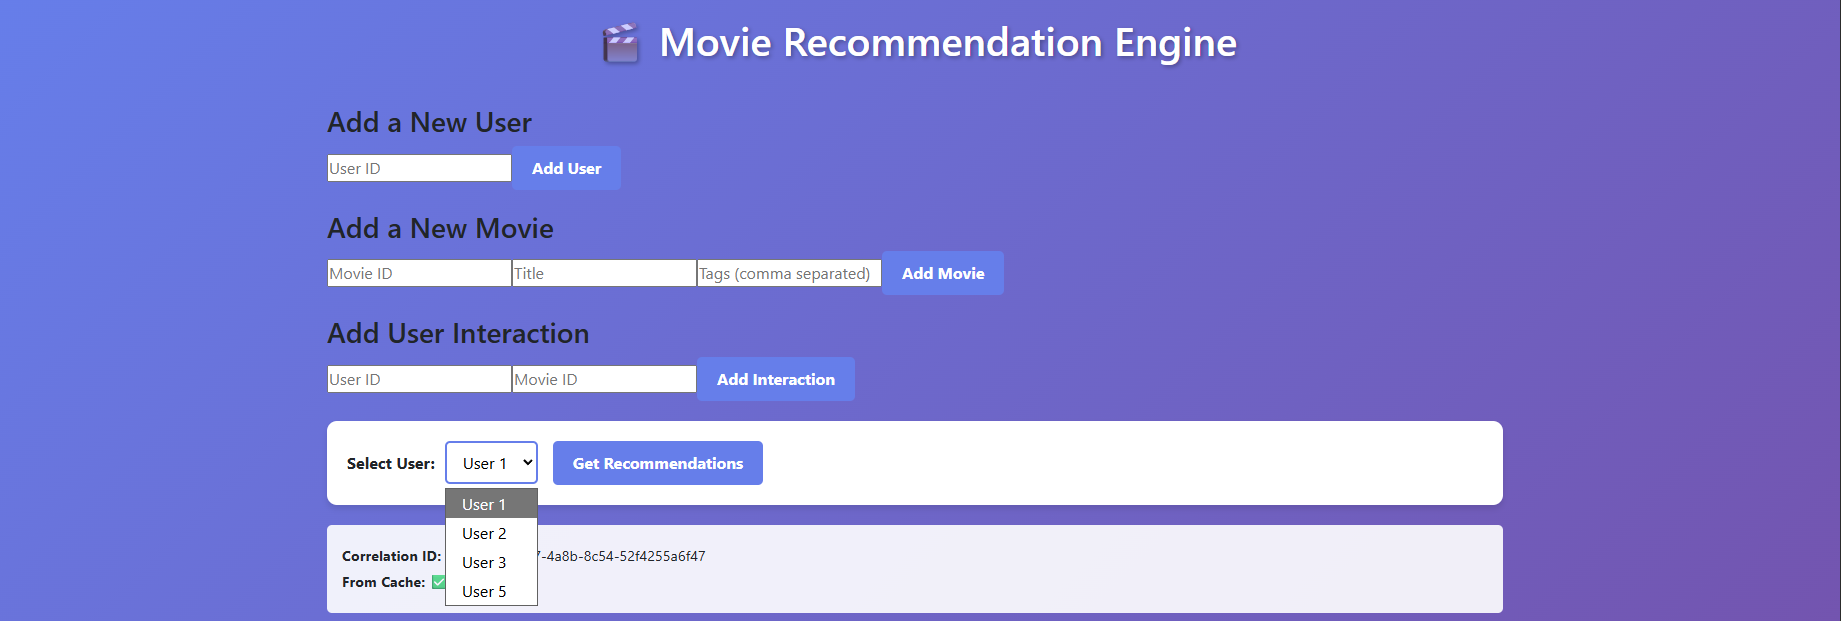 Movie Recommendation Engine
Add a New User
User ID Add User
Add a New Movie
Movie ID Title Tags (comma separated) Add Movie
Add User Interaction
User ID Movie ID Add Interaction
Select User: User 1 Get Recommendations
User 1
User 2
User 3
User 5
Correlation ID: -4a8b-8c54-52f4255a6f47
From Cache: ✅